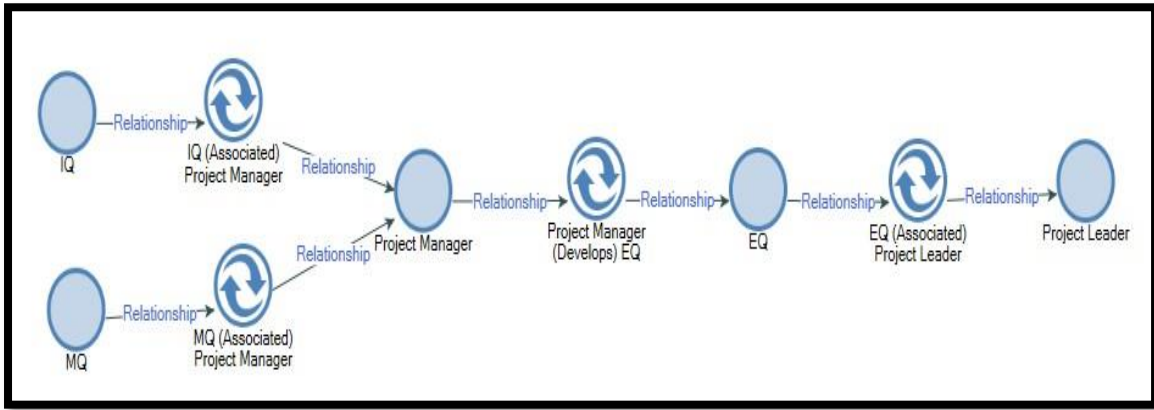 Relationship
IQ
IQ (Associated)
Project Manager
Relationship
Relationship
MQ
MQ (Associated)
Project Manager
Relationship
Project Manager
Relationship
Project Manager
(Develops) EQ
Relationship
EQ
Relationship
EQ (Associated)
Project Leader
Relationship
Project Leader